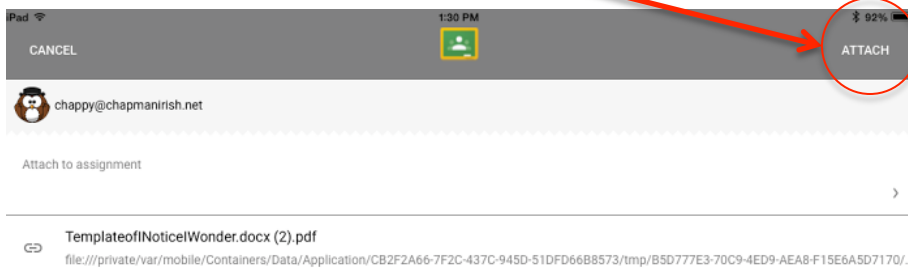 iPad 1:30 PM 92%
CANCEL ATTACH
chappy@chapmanirish.net
Attach to assignment
TemplateofINoticeIWonder.docx (2).pdf
file:///private/var/mobile/Containers/Data/Application/CB2F2A66-7F2C-437C-945D-51DFD66B8573/tmp/B5D777E3-70C9-4ED9-AEA8-F15E6A5D7170/.